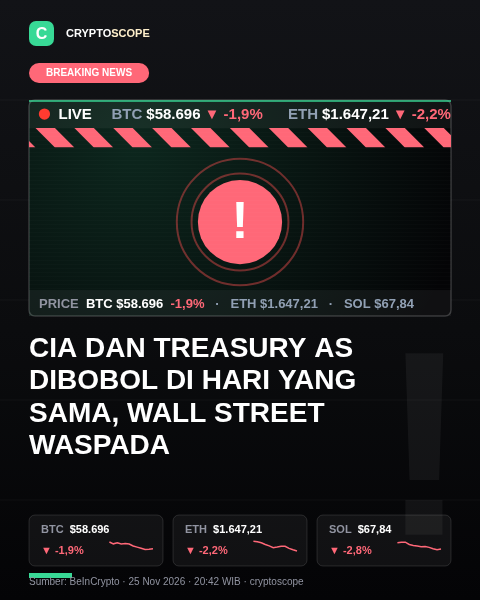 C CRYPTOSCOPE
BREAKING NEWS
LIVE BTC $58.696 ▼ -1,9% ETH $1.647,21 ▼ -2,2%
!
PRICE BTC $58.696 -1,9% · ETH $1.647,21 · SOL $67,84
CIA DAN TREASURY AS
DIBOBOL DI HARI YANG
SAMA, WALL STREET
WASPADA
!
BTC $58.696
▼ -1,9%
ETH $1.647,21
▼ -2,2%
SOL $67,84
▼ -2,8%
Sumber: BeInCrypto · 25 Nov 2026 · 20:42 WIB · cryptoscope